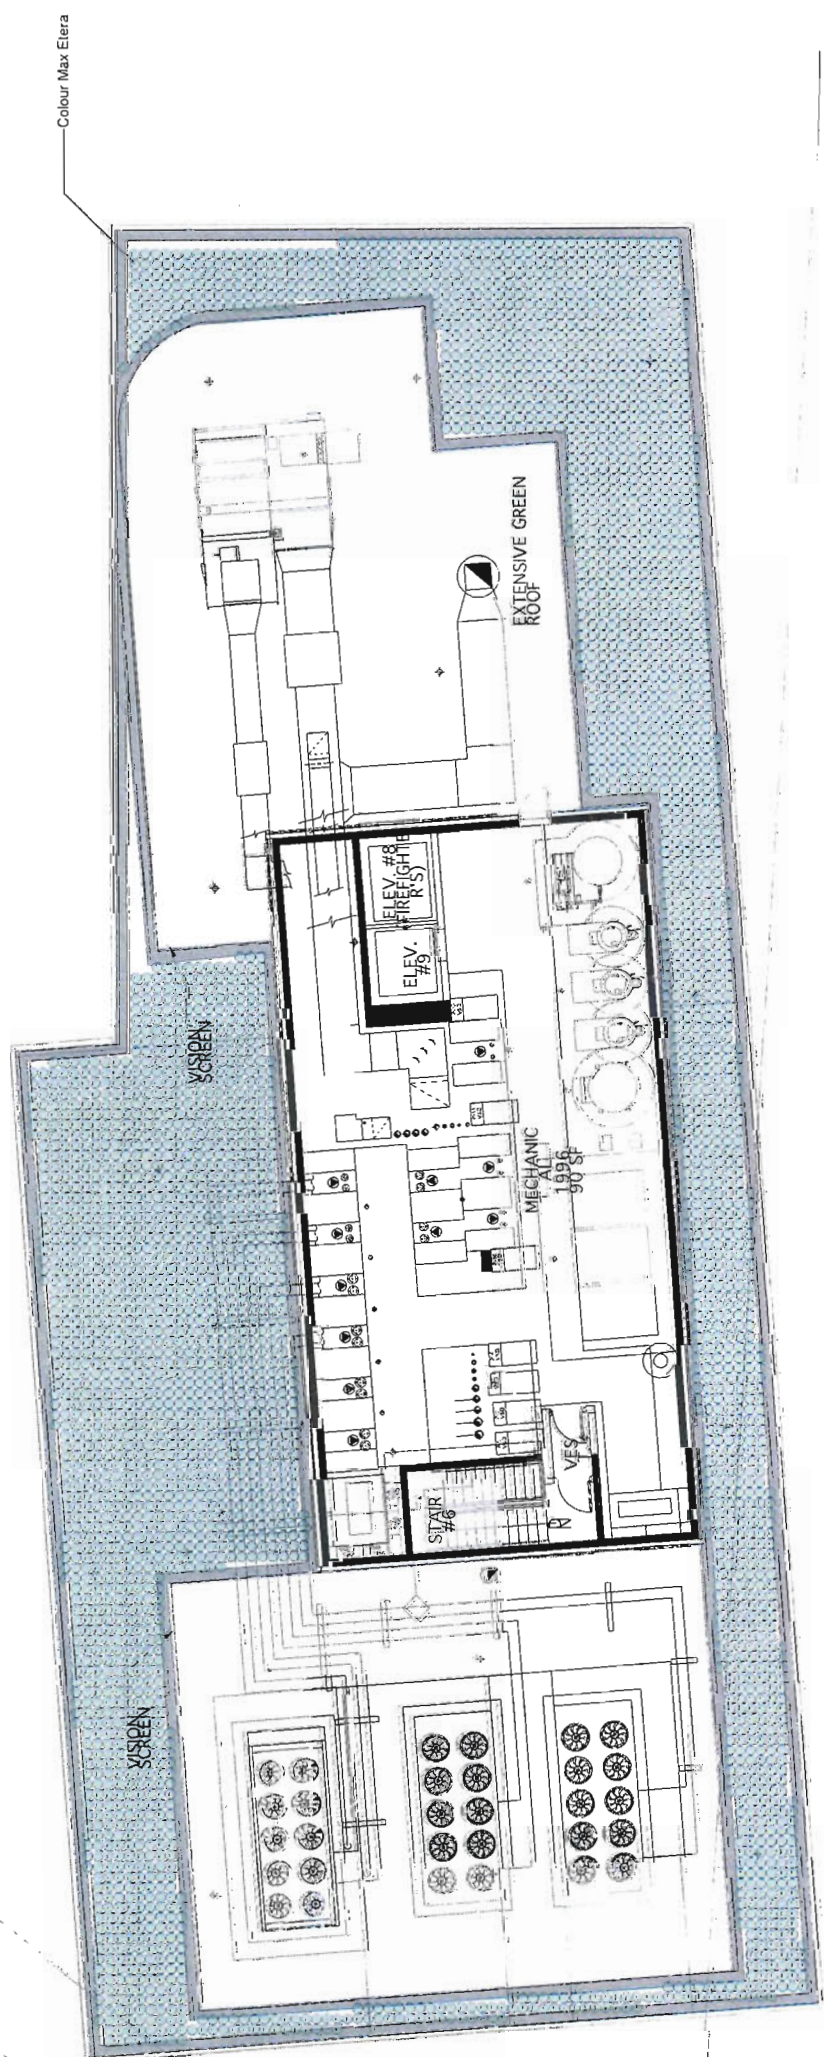 Colour Max Etera
EXTENSIVE GREEN
ROOF
ELEV. #8
FIREFIGHTE
R'S)
ELEV.
#9
VISION
SCREEN
MECHANIC
AL
1996
90 SF
STAIR
#6
VES
VISION
SCREEN